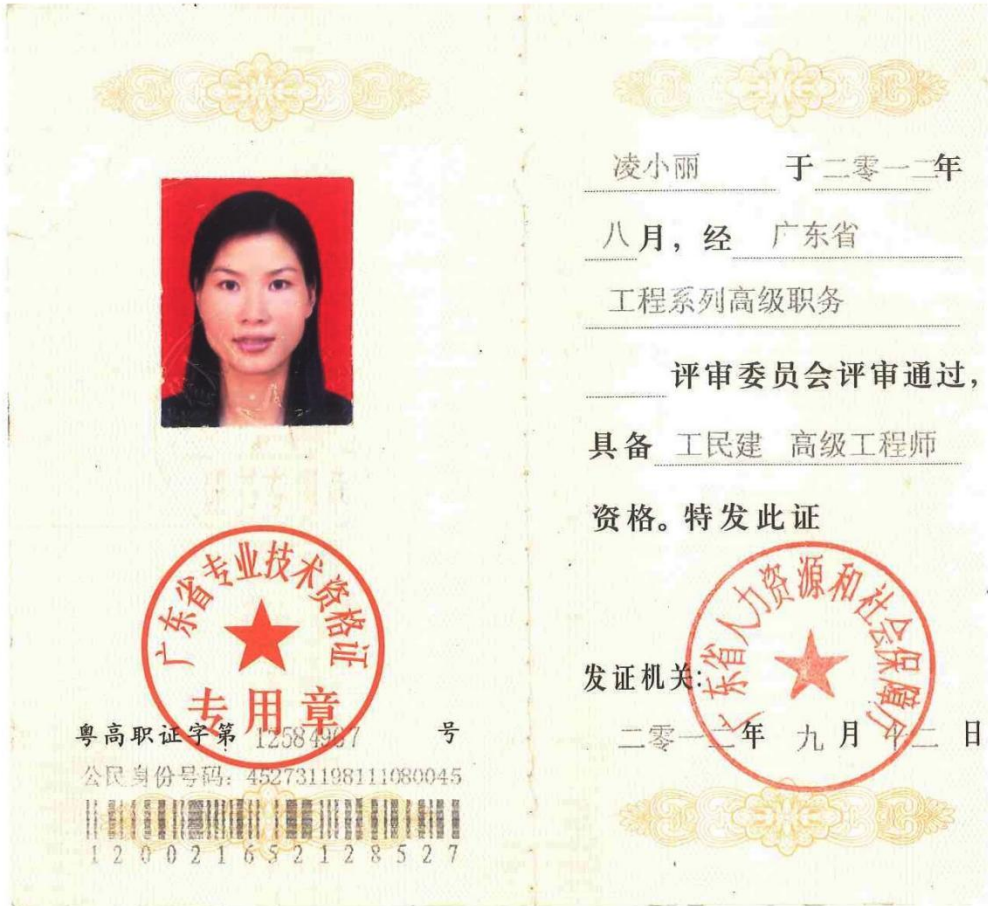 广东省专业技术资格证
专用章
粤高职证字第 12584907 号
公民身份号码：452731198111080045
120021652128527
凌小丽 于二零一二年
八月，经 广东省
工程系列高级职务
评审委员会评审通过，
具备 工民建 高级工程师
资格。特发此证
广东省人力资源和社会保障厅
发证机关：
二零一二年 九月 十二 日